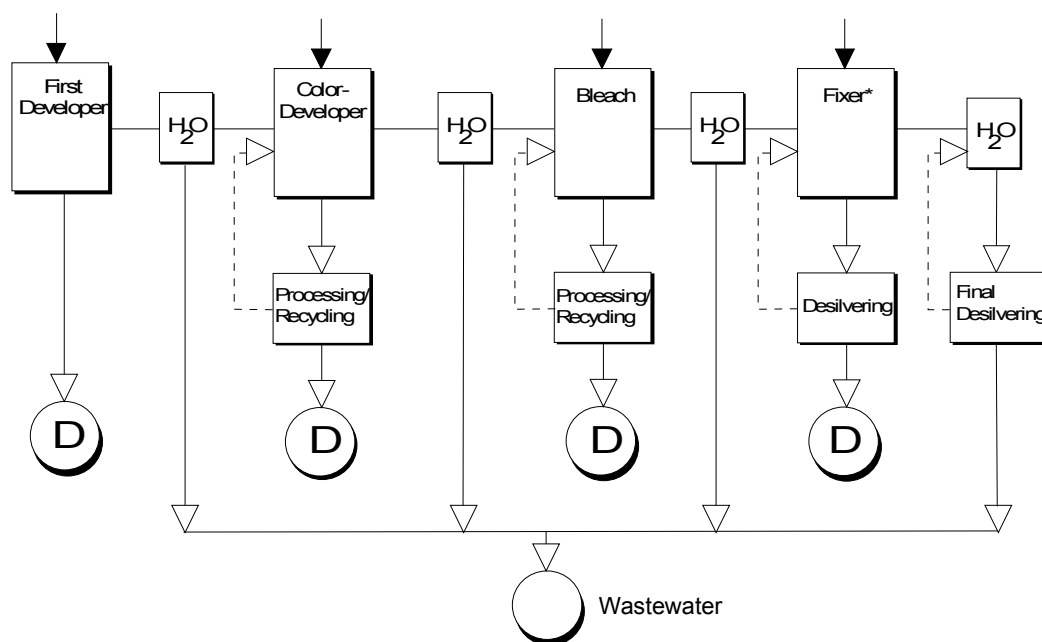 First
Developer
H2O
Color-
Developer
H2O
Bleach
H2O
Fixer*
H2O
Processing/
Recycling
Processing/
Recycling
Desilvering
Final
Desilvering
D
D
D
D
Wastewater